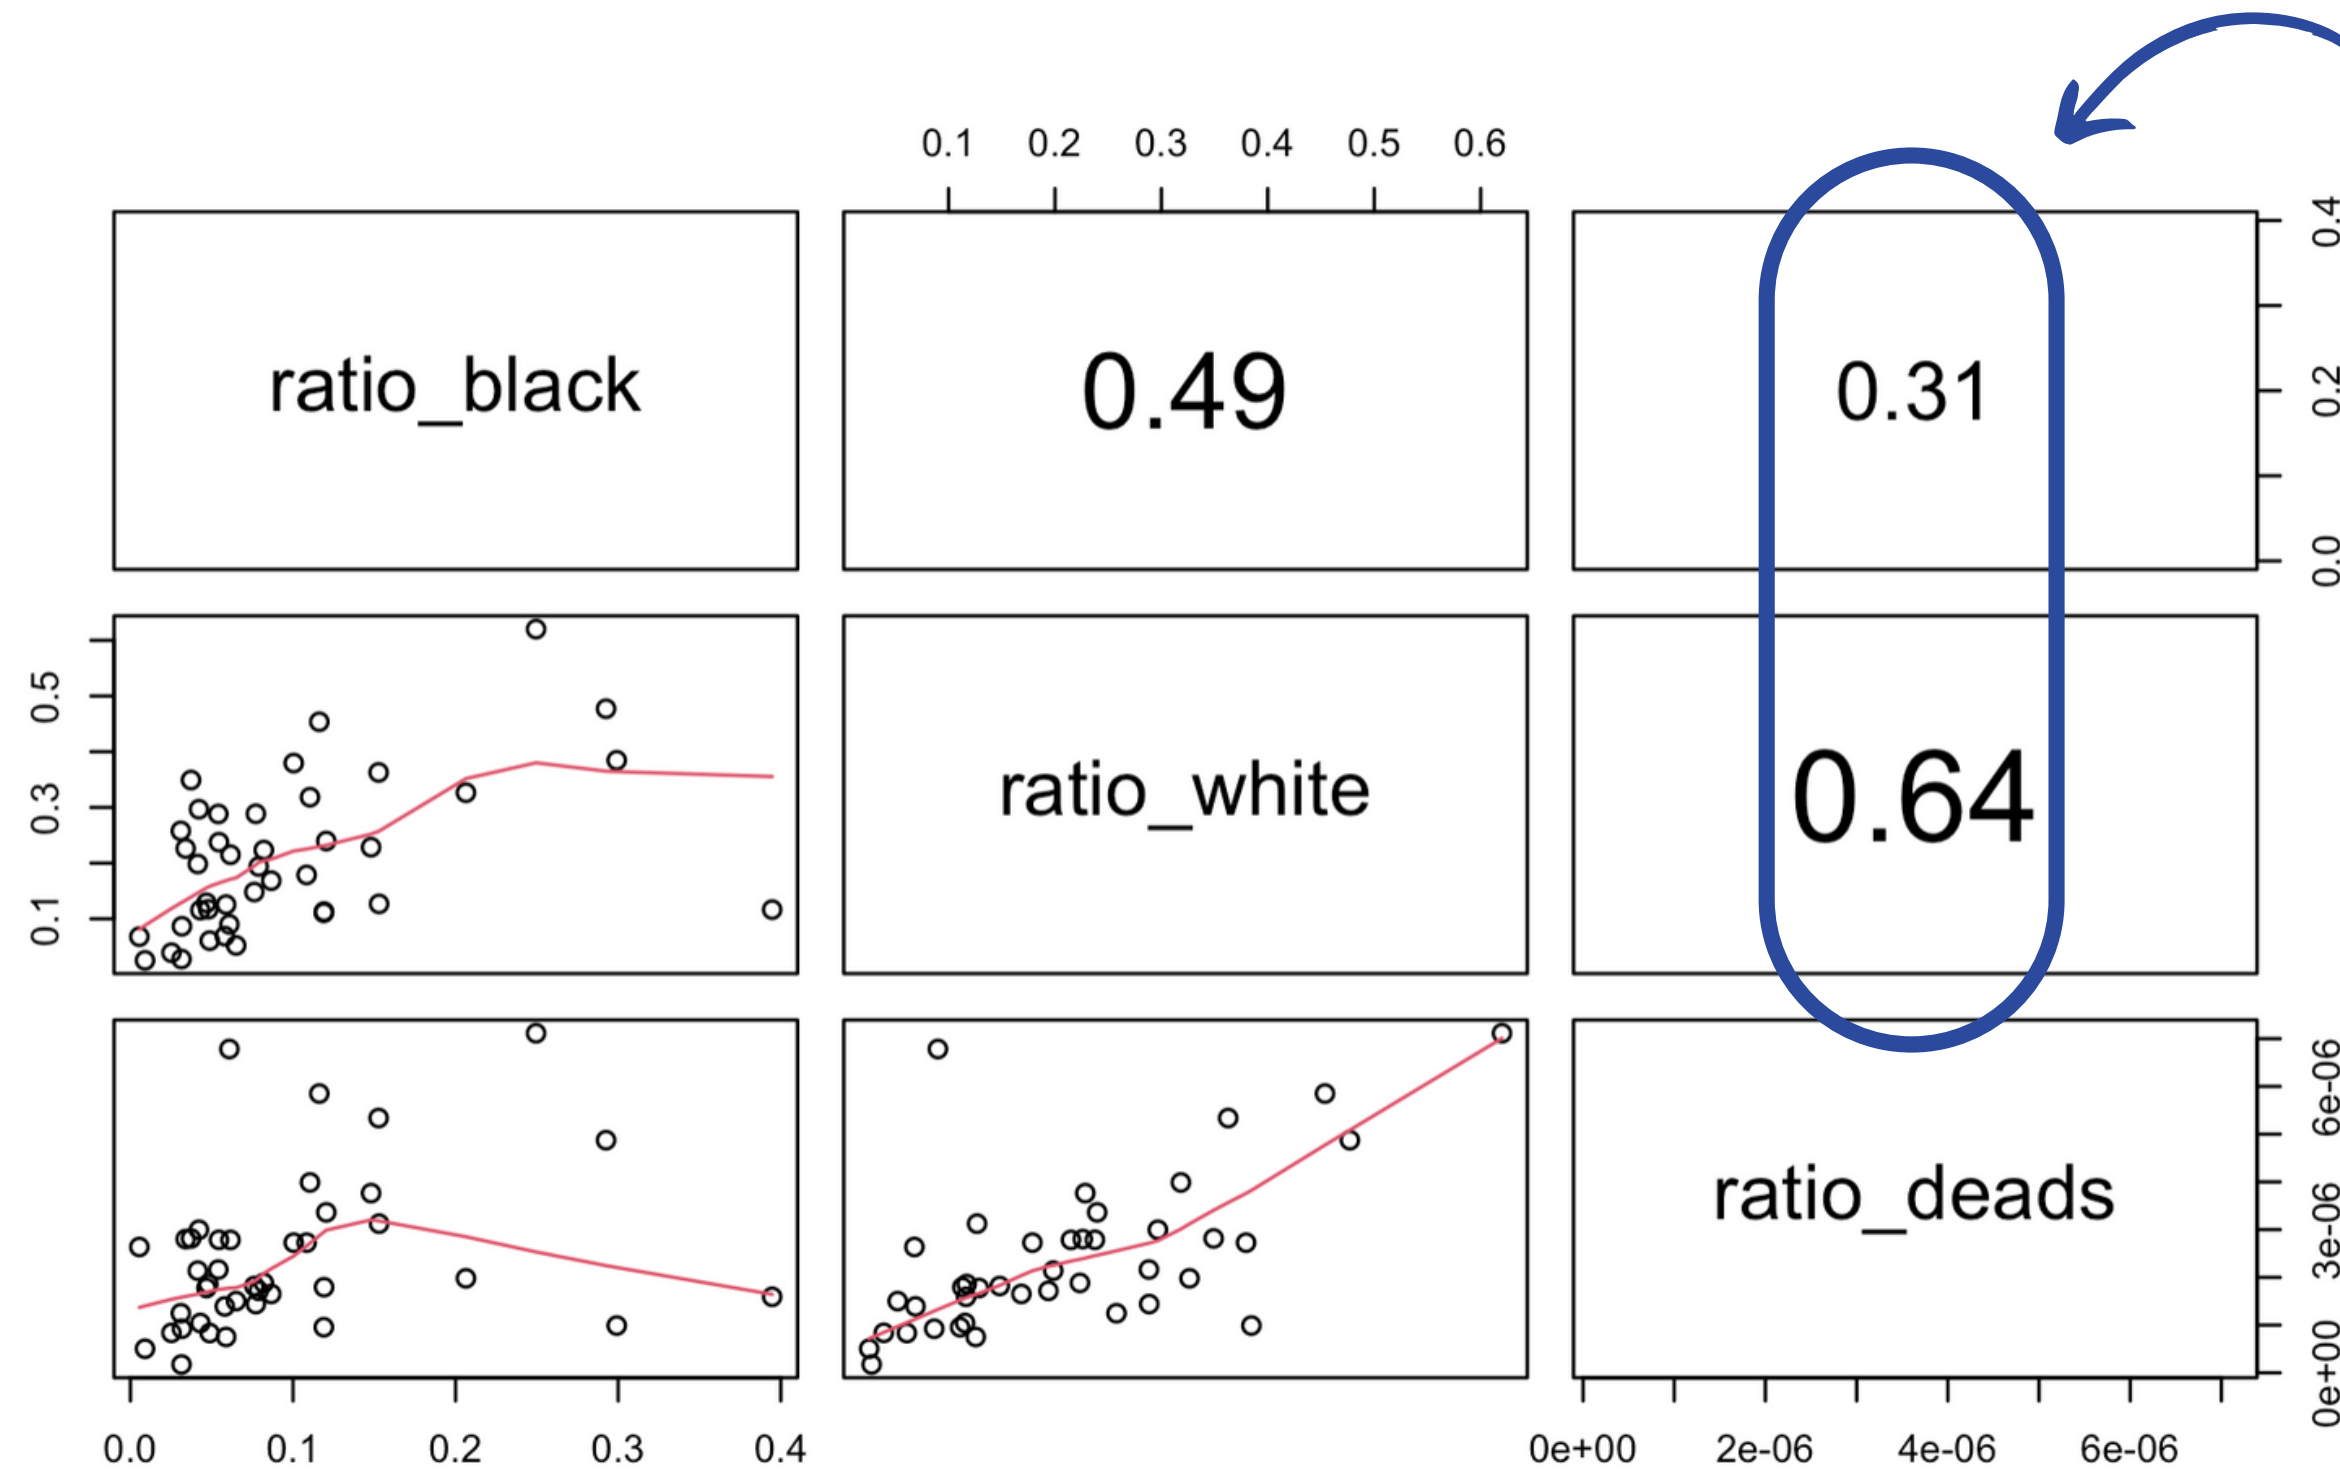 0.1 0.2 0.3 0.4 0.5 0.6
ratio_black 0.49 0.31
0.4
0.2
0.0
0.5
0.3
0.1
ratio_white 0.64
ratio_deads
6e-06
3e-06
0e+00
0.0 0.1 0.2 0.3 0.4
0e+00 2e-06 4e-06 6e-06